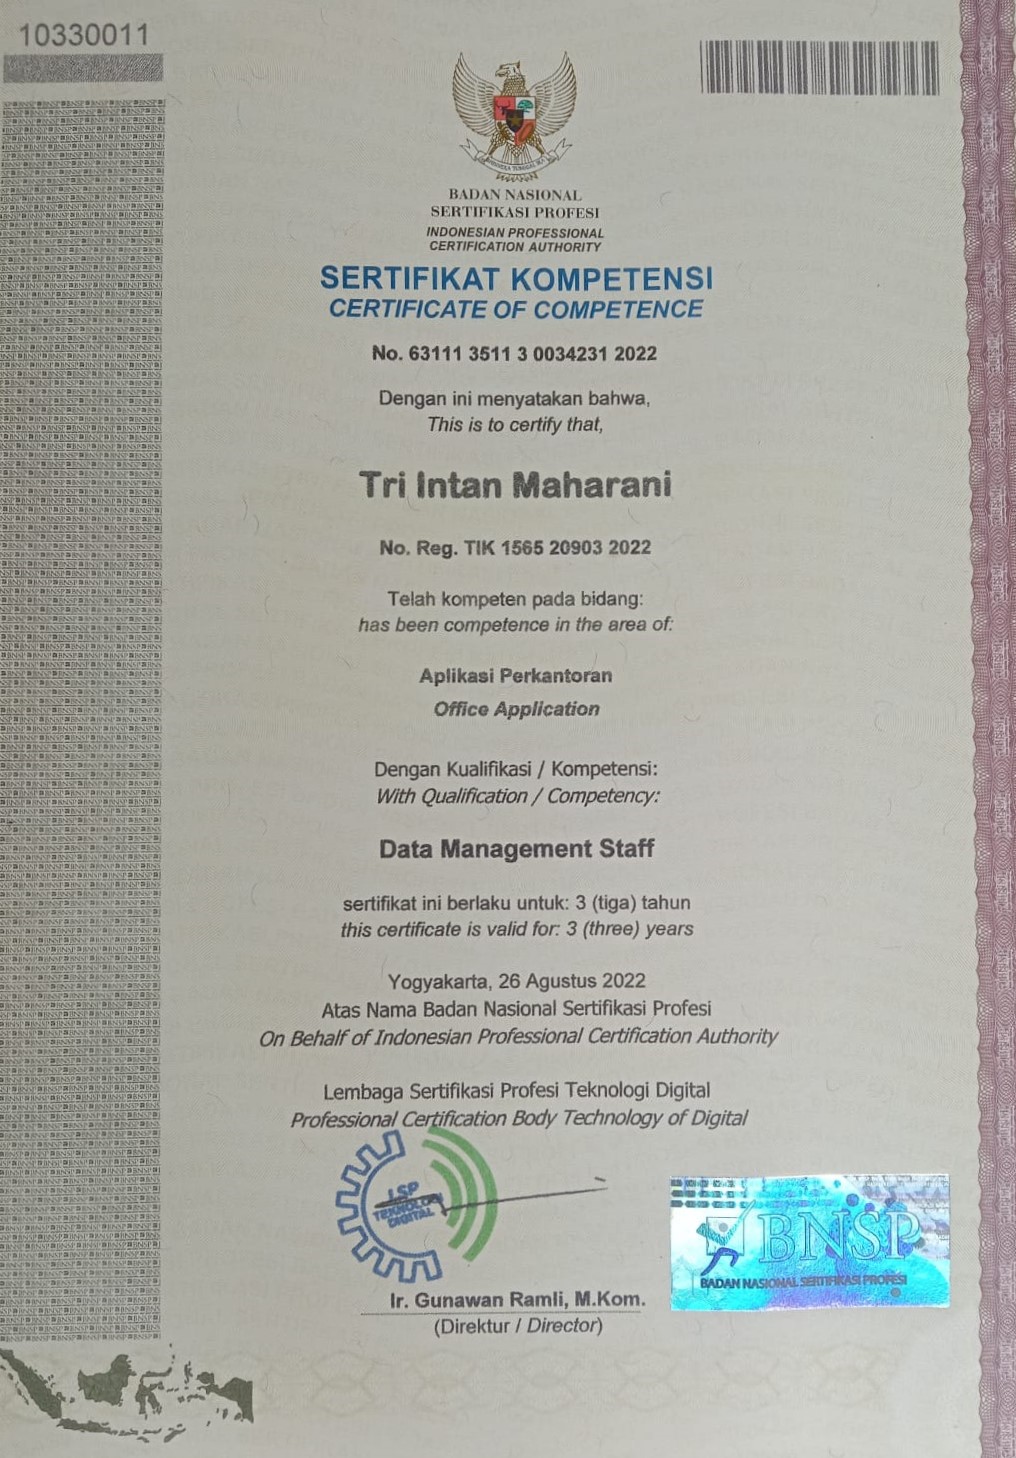 10330011
BADAN NASIONAL
SERTIFIKASI PROFESI
INDONESIAN PROFESSIONAL
CERTIFICATION AUTHORITY
SERTIFIKAT KOMPETENSI
CERTIFICATE OF COMPETENCE
No. 63111 3511 3 0034231 2022
Dengan ini menyatakan bahwa,
This is to certify that,
Tri Intan Maharani
No. Reg. TIK 1565 20903 2022
Telah kompeten pada bidang:
has been competence in the area of:
Aplikasi Perkantoran
Office Application
Dengan Kualifikasi / Kompetensi:
With Qualification / Competency:
Data Management Staff
sertifikat ini berlaku untuk: 3 (tiga) tahun
this certificate is valid for: 3 (three) years
Yogyakarta, 26 Agustus 2022
Atas Nama Badan Nasional Sertifikasi Profesi
On Behalf of Indonesian Professional Certification Authority
Lembaga Sertifikasi Profesi Teknologi Digital
Professional Certification Body Technology of Digital
LSP
TEKNOLOGI
DIGITAL
BNSP
BADAN NASIONAL SERTIFIKASI PROFESI
Ir. Gunawan Ramli, M.Kom.
(Direktur / Director)